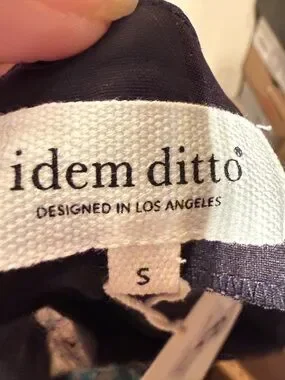 idem ditto®
DESIGNED IN LOS ANGELES
S